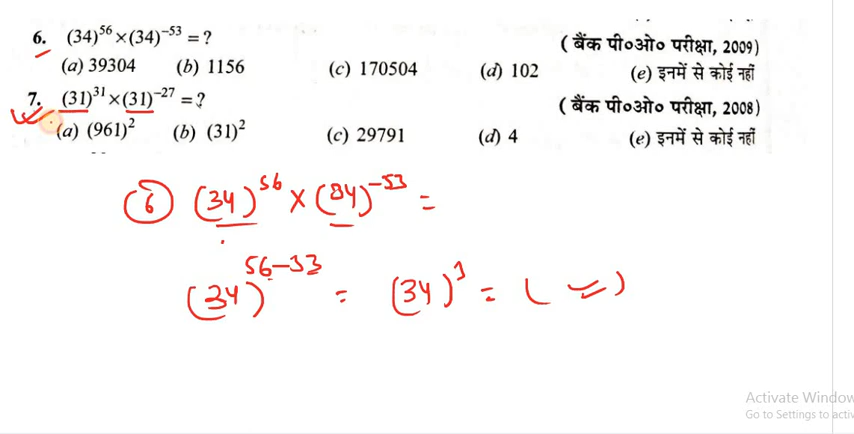 6. (34)⁵⁶ × (34)⁻⁵³ = ? ( बैंक पी०ओ० परीक्षा, 2009)
(a) 39304 (b) 1156 (c) 170504 (d) 102 (e) इनमें से कोई नहीं
7. (31)³¹ × (31)⁻²⁷ = ? ( बैंक पी०ओ० परीक्षा, 2008)
(a) (961)² (b) (31)² (c) 29791 (d) 4 (e) इनमें से कोई नहीं
(6) (34)⁵⁶ × (34)⁻⁵³ =
(34)⁵⁶⁻⁵³ = (34)³ = ( )
Activate Window
Go to Settings to activ